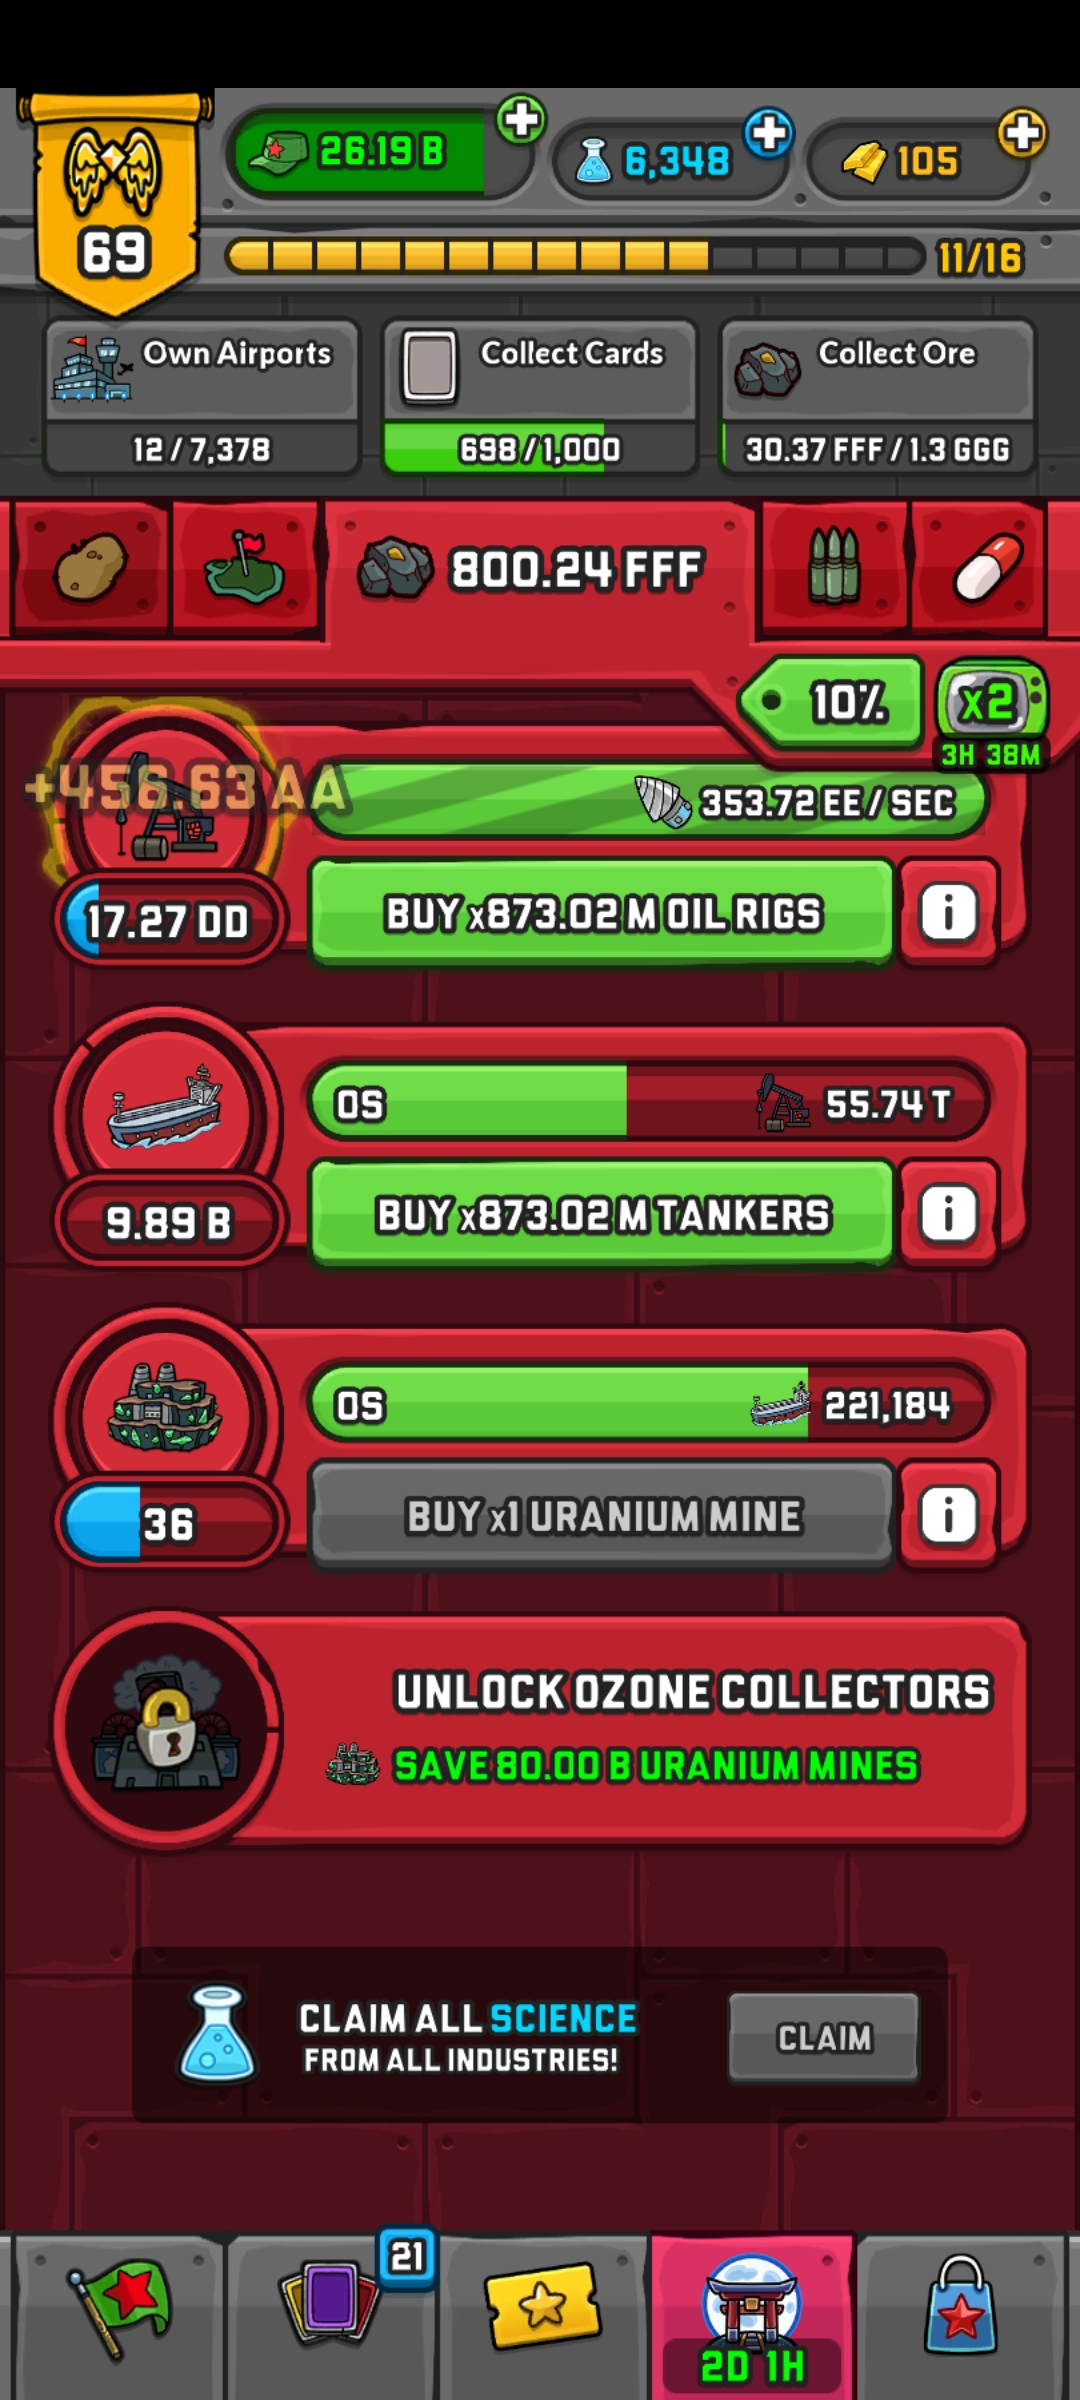 26.19 B
6,348
105
69
11/16
Own Airports
12 / 7,378
Collect Cards
698 / 1,000
Collect Ore
30.37 FFF / 1.3 GGG
800.24 FFF
10%
x2
3H 38M
+456.63 AA
353.72 EE / SEC
17.27 DD
BUY x873.02 M OIL RIGS
i
0S
55.74 T
9.89 B
BUY x873.02 M TANKERS
i
0S
221,184
36
BUY x1 URANIUM MINE
i
UNLOCK OZONE COLLECTORS
SAVE 80.00 B URANIUM MINES
CLAIM ALL SCIENCE
FROM ALL INDUSTRIES!
CLAIM
21
2D 1H